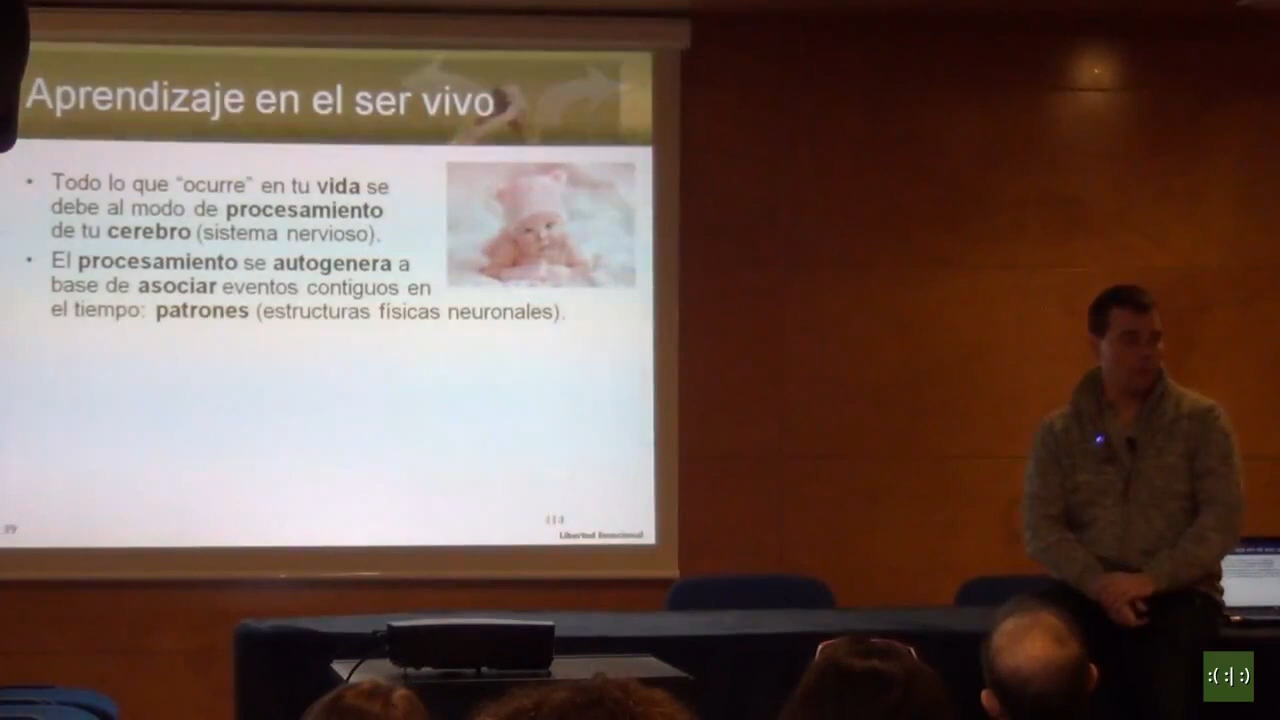 Aprendizaje en el ser vivo
• Todo lo que “ocurre” en tu vida se
debe al modo de procesamiento
de tu cerebro (sistema nervioso).
• El procesamiento se autogenera a
base de asociar eventos contiguos en
el tiempo: patrones (estructuras físicas neuronales).
Libertad Emocional
:( :| :)